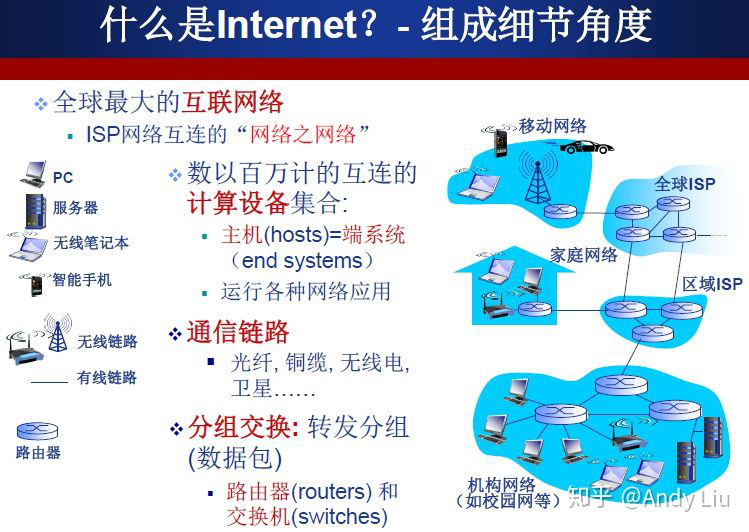 什么是Internet？- 组成细节角度
全球最大的互联网络
ISP网络互连的“网络之网络”
PC
服务器
无线笔记本
智能手机
无线链路
有线链路
路由器
数以百万计的互连的
计算设备集合:
主机(hosts)=端系统
（end systems）
运行各种网络应用
通信链路
光纤, 铜缆, 无线电,
卫星……
分组交换: 转发分组
(数据包)
路由器(routers) 和
交换机(switches)
移动网络
全球ISP
家庭网络
区域ISP
机构网络
（如校园网等）
知乎 @Andy Liu